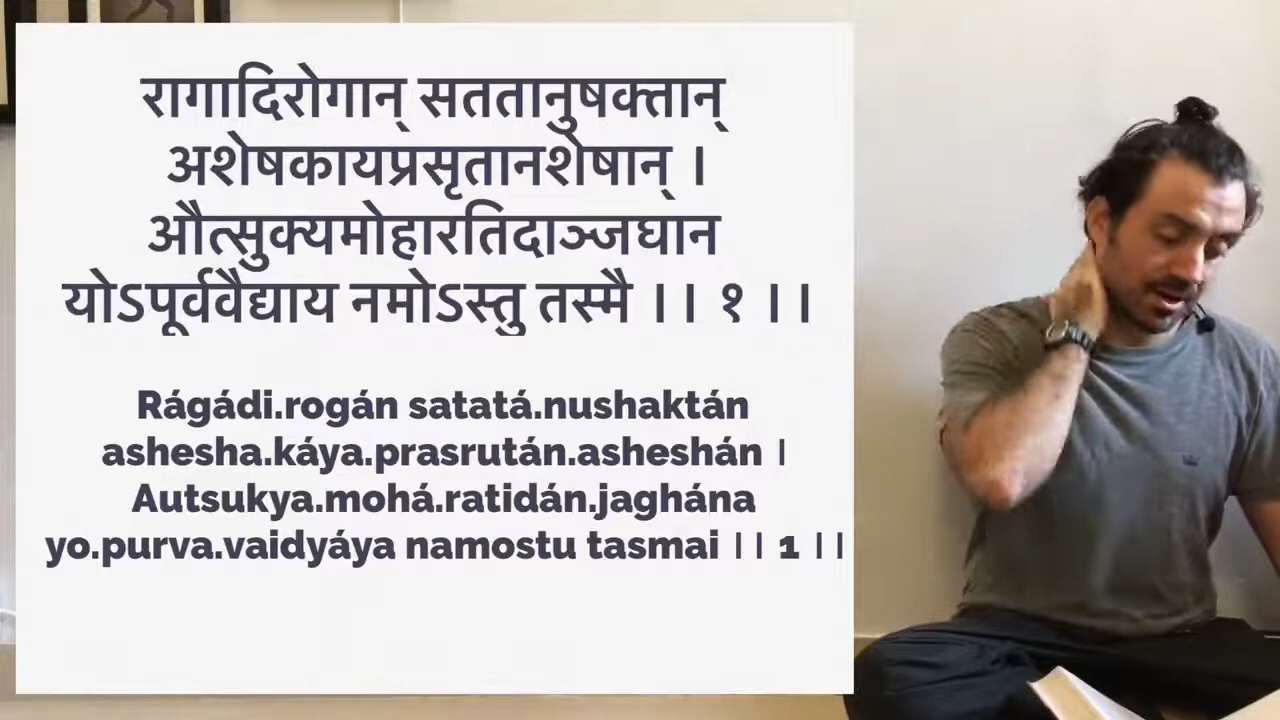 रागादिरोगान् सततानुषक्तान्
अशेषकायप्रसृतानशेषान् ।
औत्सुक्यमोहारतिदाञ्जघान
योऽपूर्ववैद्याय नमोऽस्तु तस्मै ।। १ ।।
Rágádi.rogán satatá.nushaktán
ashesha.káya.prasrután.asheshán |
Autsukya.mohá.ratidán.jaghána
yo.purva.vaidyáya namostu tasmai || 1 ||